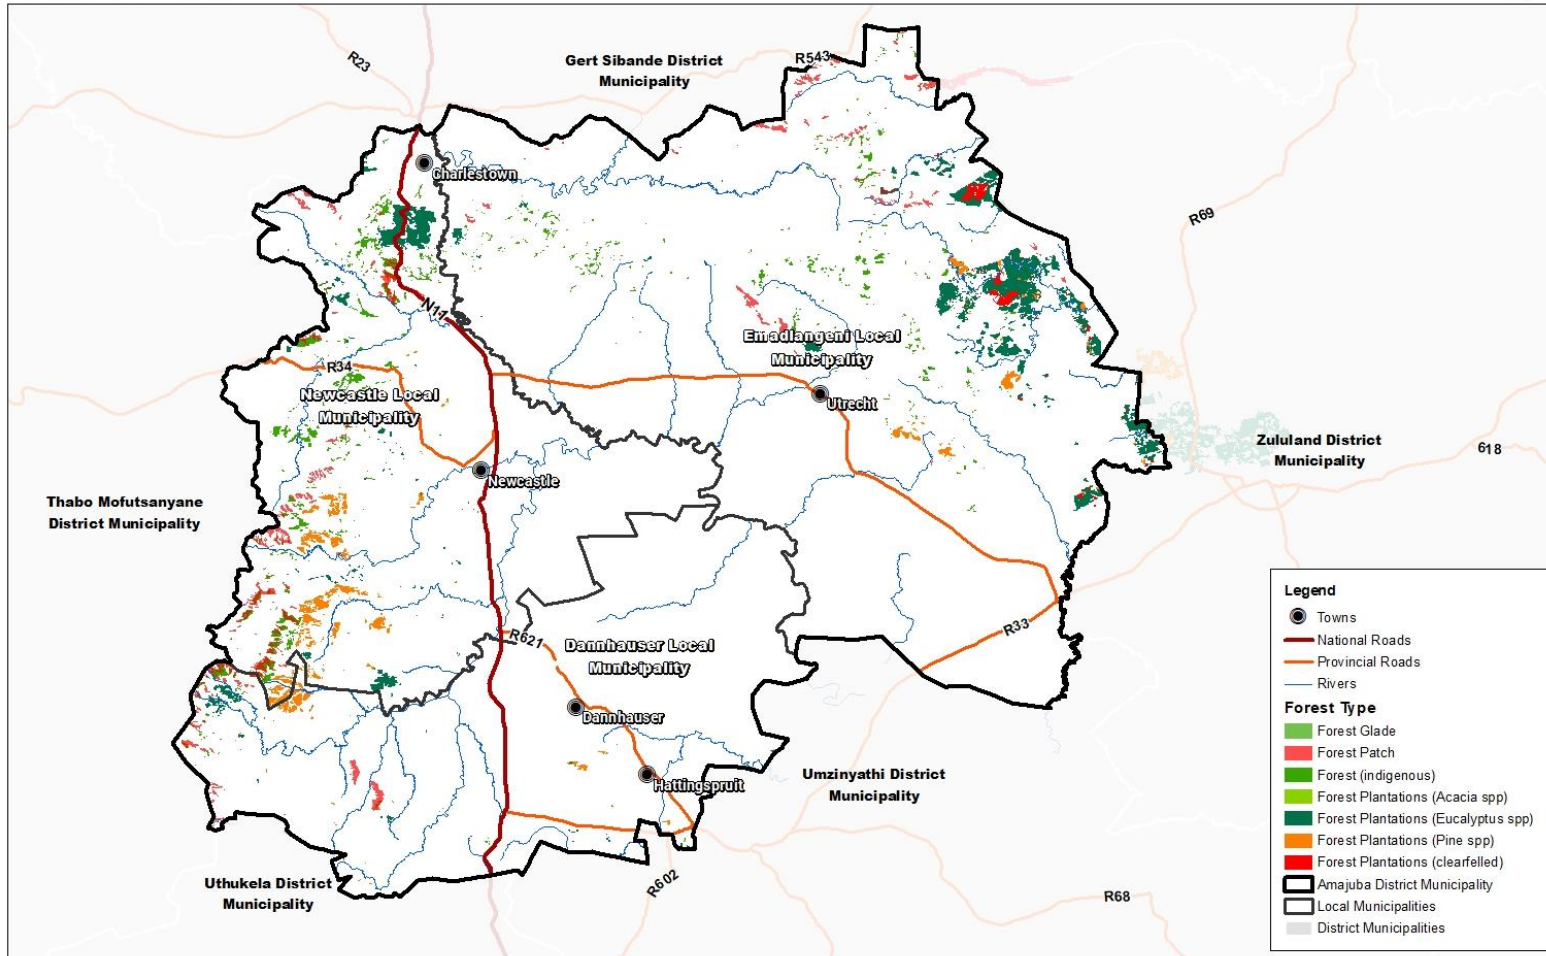 R23
Gert Sibande District
Municipality
R543
Charlestown
R69
N11
Emadlangeni Local
Municipality
R34
Newcastle Local
Municipality
Utrecht
Zululand District
Municipality
618
Newcastle
Thabo Mofutsanyane
District Municipality
R621
Dannhauser Local
Municipality
R33
Dannhauser
Hattingspruit
Umzinyathi District
Municipality
Uthukela District
Municipality
R602
R68
Legend
Towns
National Roads
Provincial Roads
Rivers
Forest Type
Forest Glade
Forest Patch
Forest (indigenous)
Forest Plantations (Acacia spp)
Forest Plantations (Eucalyptus spp)
Forest Plantations (Pine spp)
Forest Plantations (clearfelled)
Amajuba District Municipality
Local Municipalities
District Municipalities